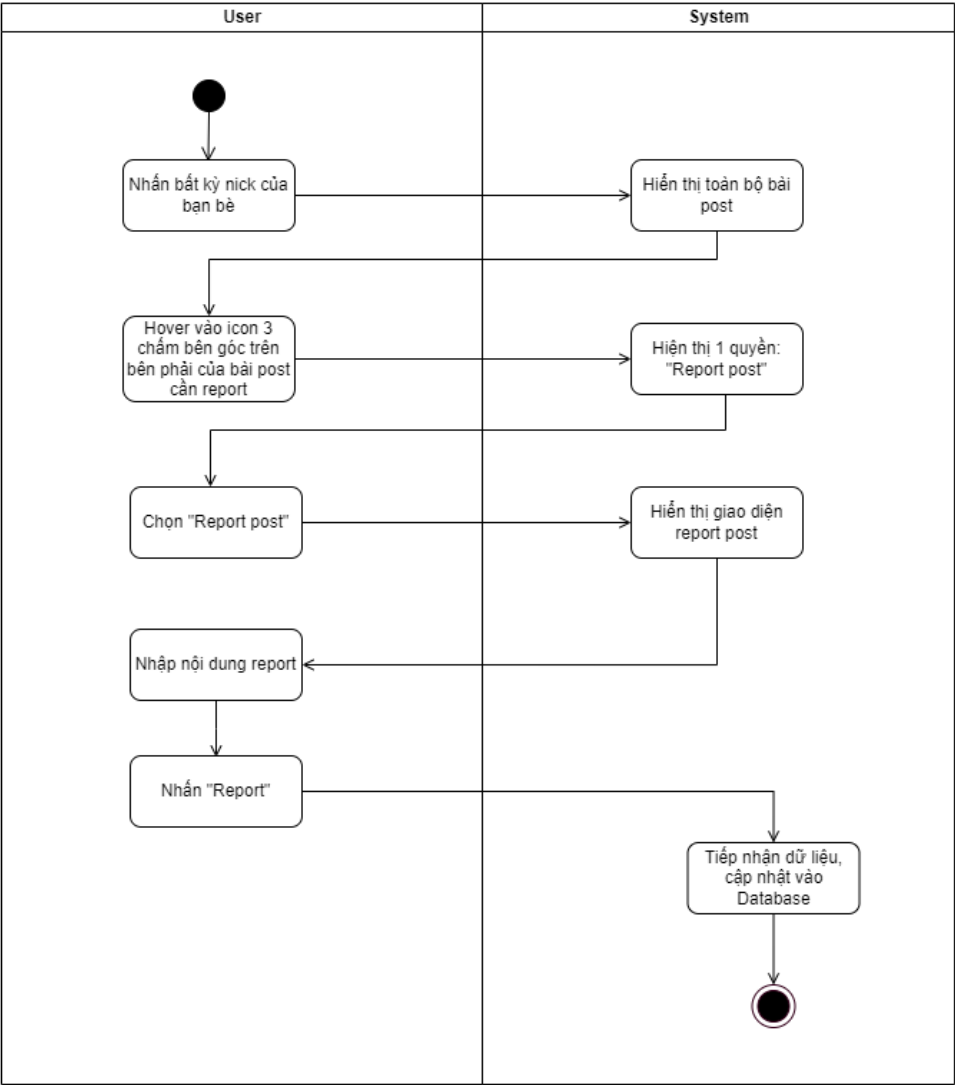 User
System
Nhấn bất kỳ nick của
bạn bè
Hiển thị toàn bộ bài
post
Hover vào icon 3
chấm bên góc trên
bên phải của bài post
cần report
Hiện thị 1 quyền:
"Report post"
Chọn "Report post"
Hiển thị giao diện
report post
Nhập nội dung report
Nhấn "Report"
Tiếp nhận dữ liệu,
cập nhật vào
Database